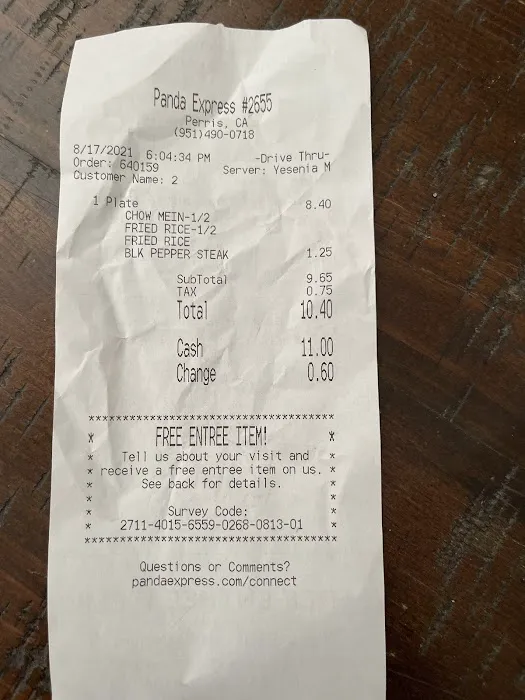 Panda Express #2655
Perris, CA
(951)490-0718
8/17/2021 6:04:34 PM -Drive Thru-
Order: 640159 Server: Yesenia M
Customer Name: 2
1 Plate 8.40
CHOW MEIN-1/2
FRIED RICE-1/2
FRIED RICE
BLK PEPPER STEAK 1.25
SubTotal 9.65
TAX 0.75
Total 10.40
Cash 11.00
Change 0.60
************************************
* FREE ENTREE ITEM! *
* Tell us about your visit and *
* receive a free entree item on us. *
* See back for details. *
* *
* Survey Code: *
* 2711-4015-6559-0268-0813-01 *
************************************
Questions or Comments?
pandaexpress.com/connect